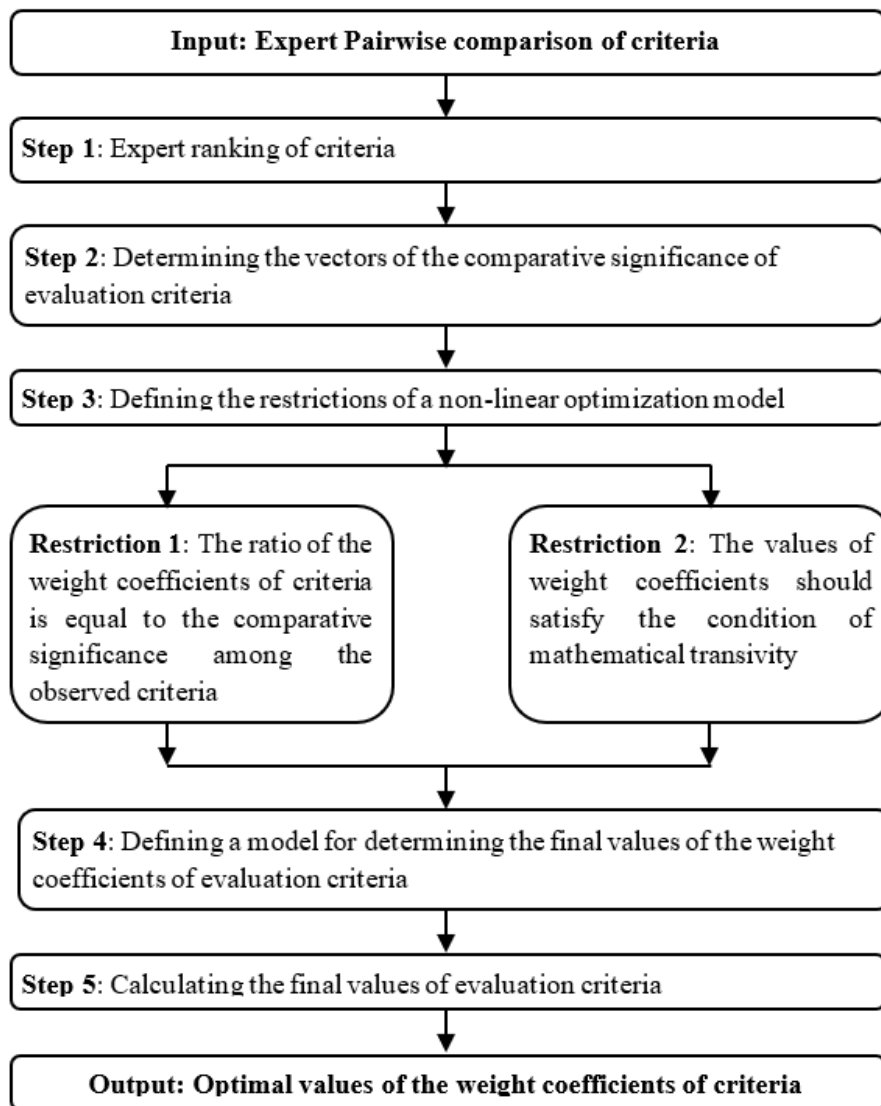 Input: Expert Pairwise comparison of criteria
Step 1: Expert ranking of criteria
Step 2: Determining the vectors of the comparative significance of
evaluation criteria
Step 3: Defining the restrictions of a non-linear optimization model
Restriction 1: The ratio of the
weight coefficients of criteria
is equal to the comparative
significance among the
observed criteria
Restriction 2: The values of
weight coefficients should
satisfy the condition of
mathematical transivity
Step 4: Defining a model for determining the final values of the weight
coefficients of evaluation criteria
Step 5: Calculating the final values of evaluation criteria
Output: Optimal values of the weight coefficients of criteria